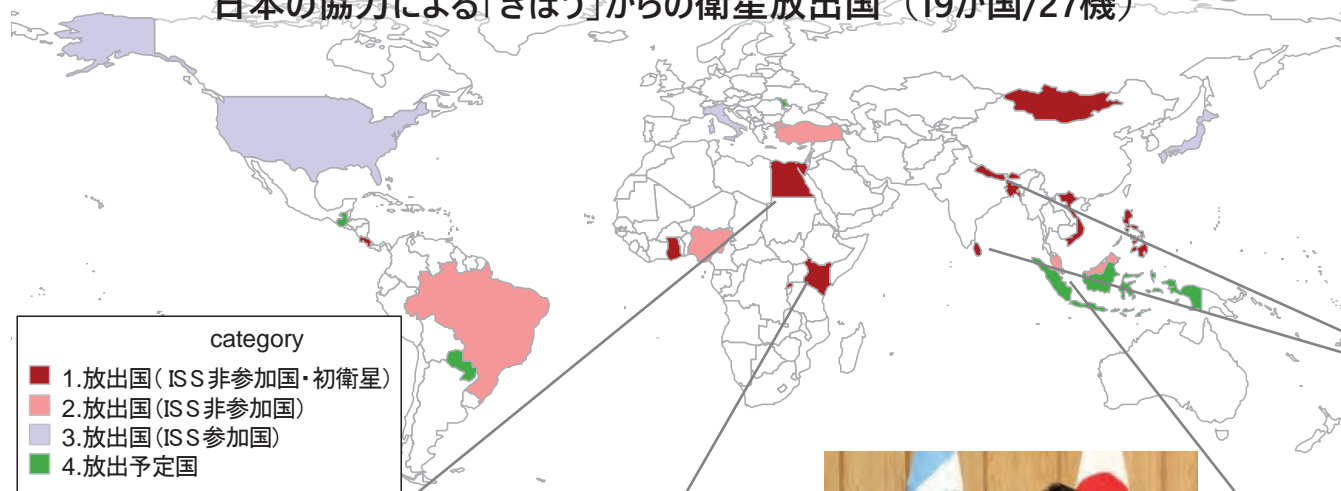 日本の協力による「きぼう」からの衛星放出国（19か国/27機）
category
1.放出国（ISS非参加国・初衛星）
2.放出国（ISS非参加国）
3.放出国（ISS参加国）
4.放出予定国